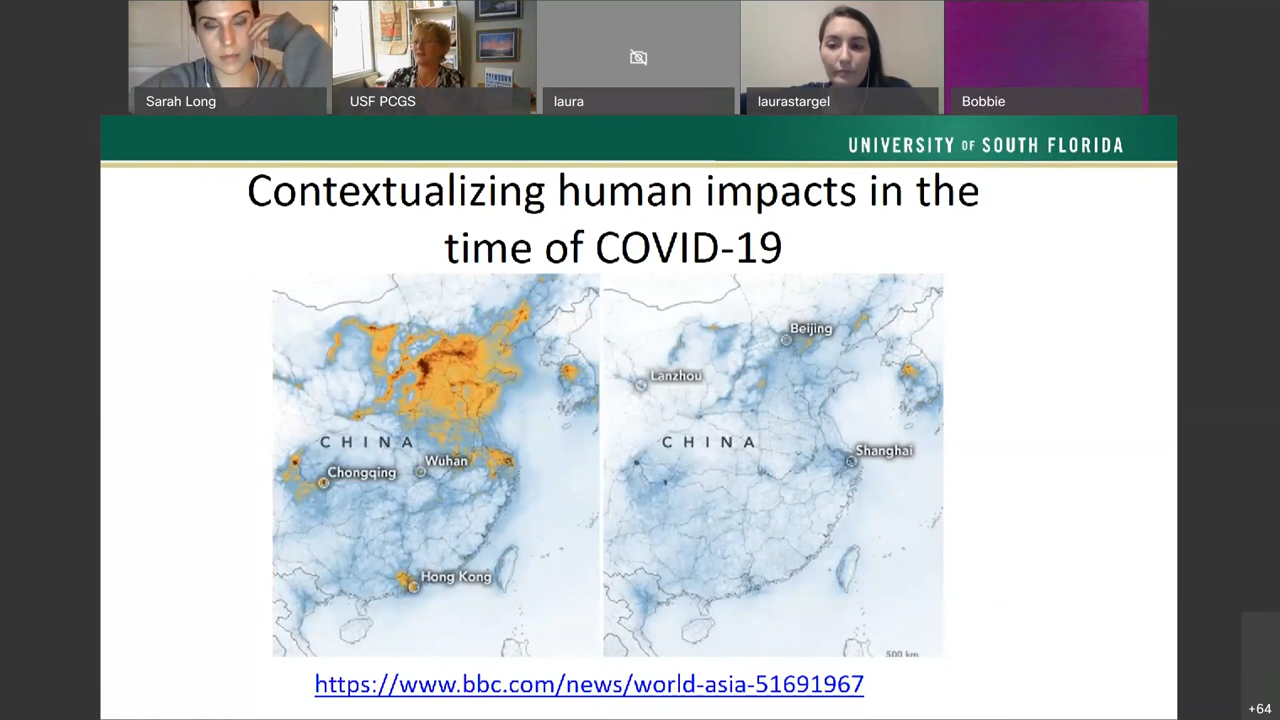 Sarah Long
USF PCGS
laura
laurastargel
Bobbie
UNIVERSITY OF SOUTH FLORIDA
Contextualizing human impacts in the
time of COVID-19
CHINA
Chongqing
Wuhan
Hong Kong
Beijing
Lanzhou
CHINA
Shanghai
500 km
https://www.bbc.com/news/world-asia-51691967
+64